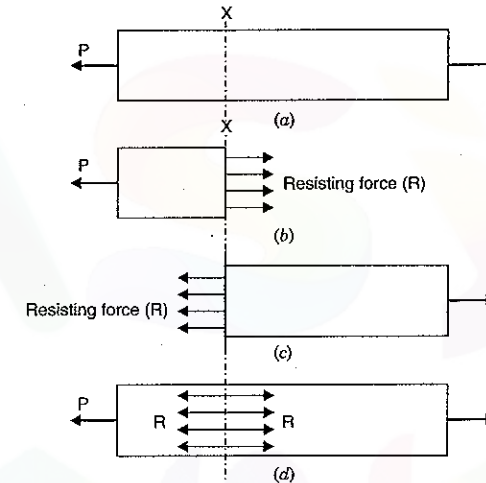 X
P
(a)
X
P
Resisting force (R)
(b)
Resisting force (R)
(c)
P
R R
(d)